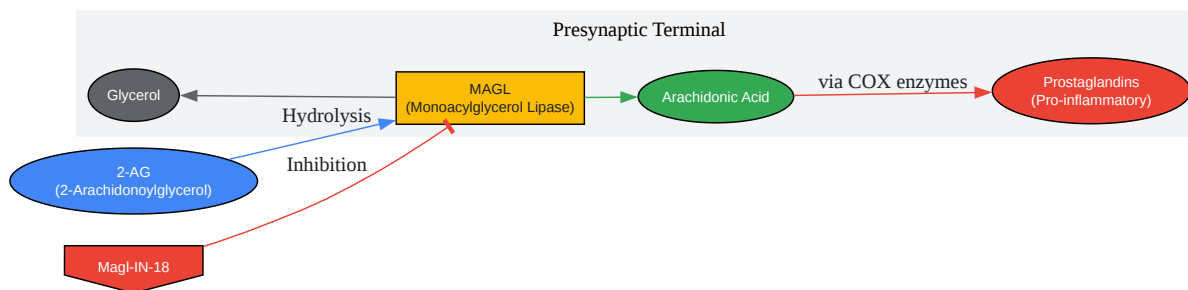 Presynaptic Terminal
Glycerol
MAGL
(Monoacylglycerol Lipase)
Arachidonic Acid
via COX enzymes
Prostaglandins
(Pro-inflammatory)
Hydrolysis
2-AG
(2-Arachidonoylglycerol)
Inhibition
Magl-IN-18